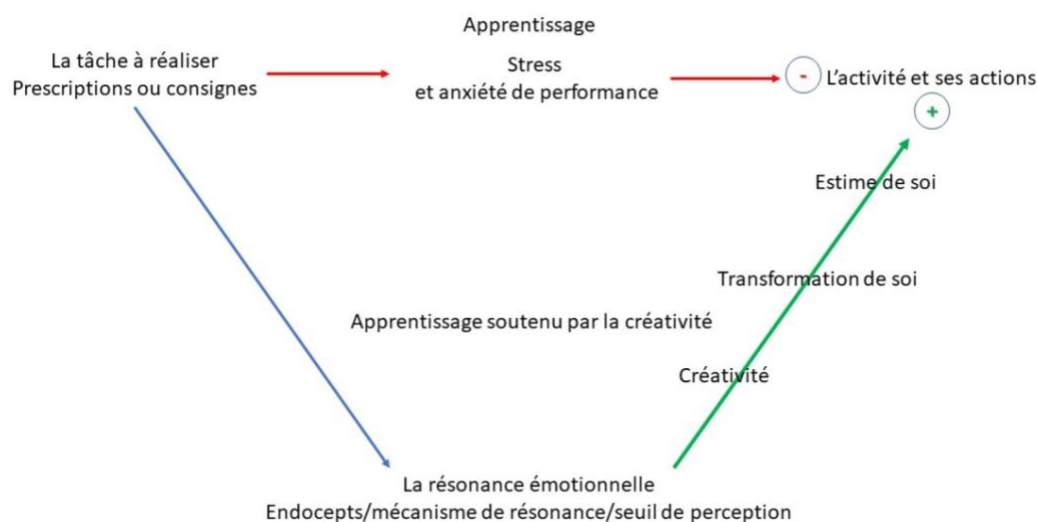 Apprentissage
La tâche à réaliser
Prescriptions ou consignes
Stress
et anxiété de performance
- L’activité et ses actions
+
Estime de soi
Transformation de soi
Apprentissage soutenu par la créativité
Créativité
La résonance émotionnelle
Endocepts/mécanisme de résonance/seuil de perception